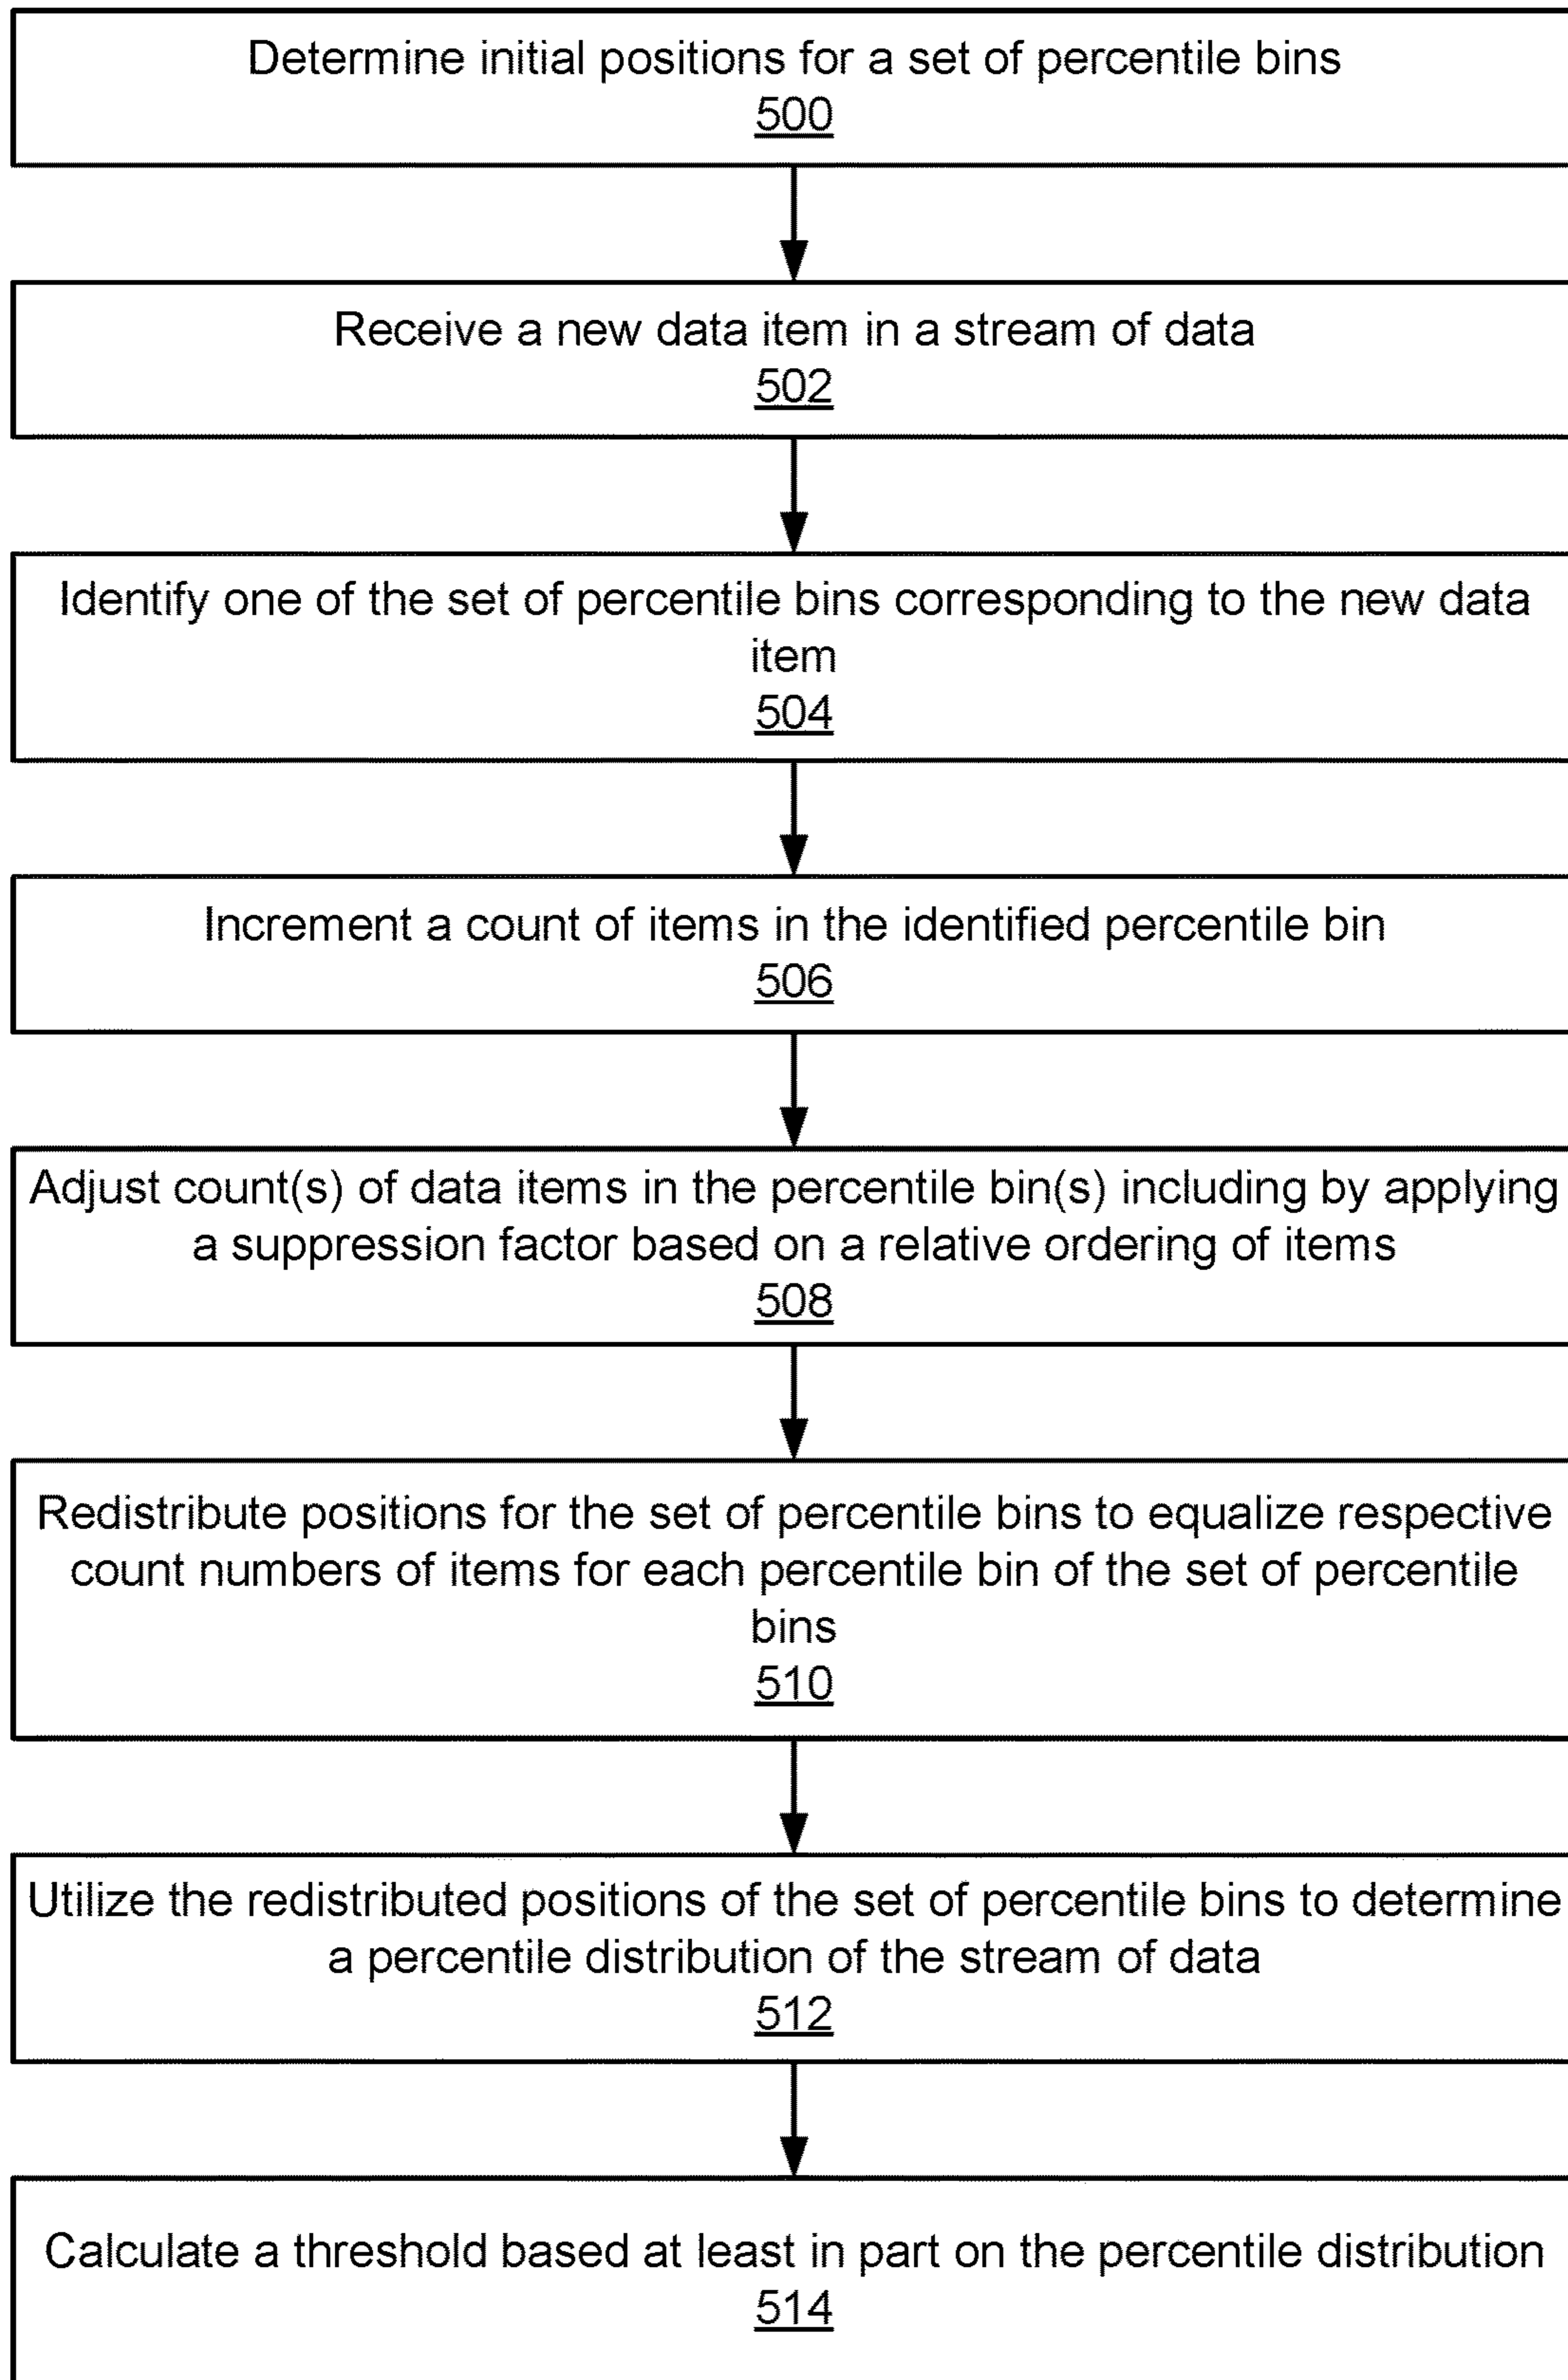 Determine initial positions for a set of percentile bins
500
Receive a new data item in a stream of data
502
Identify one of the set of percentile bins corresponding to the new data
item
504
Increment a count of items in the identified percentile bin
506
Adjust count(s) of data items in the percentile bin(s) including by applying
a suppression factor based on a relative ordering of items
508
Redistribute positions for the set of percentile bins to equalize respective
count numbers of items for each percentile bin of the set of percentile
bins
510
Utilize the redistributed positions of the set of percentile bins to determine
a percentile distribution of the stream of data
512
Calculate a threshold based at least in part on the percentile distribution
514